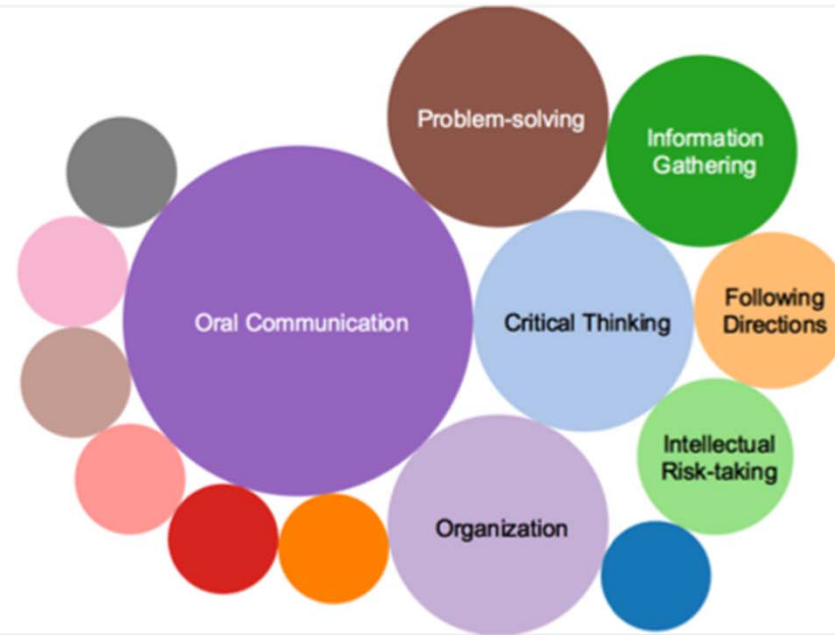 Problem-solving
Information
Gathering
Oral Communication
Critical Thinking
Following
Directions
Intellectual
Risk-taking
Organization